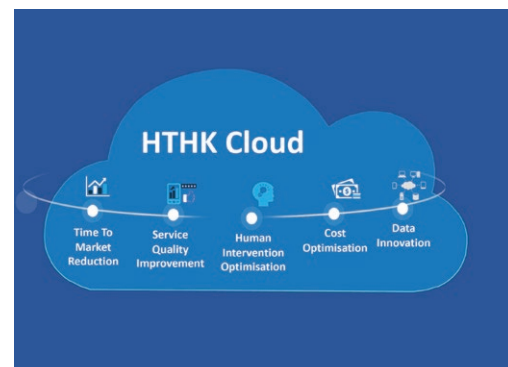 HTHK Cloud
Time To
Market
Reduction
Service
Quality
Improvement
Human
Intervention
Optimisation
Cost
Optimisation
Data
Innovation